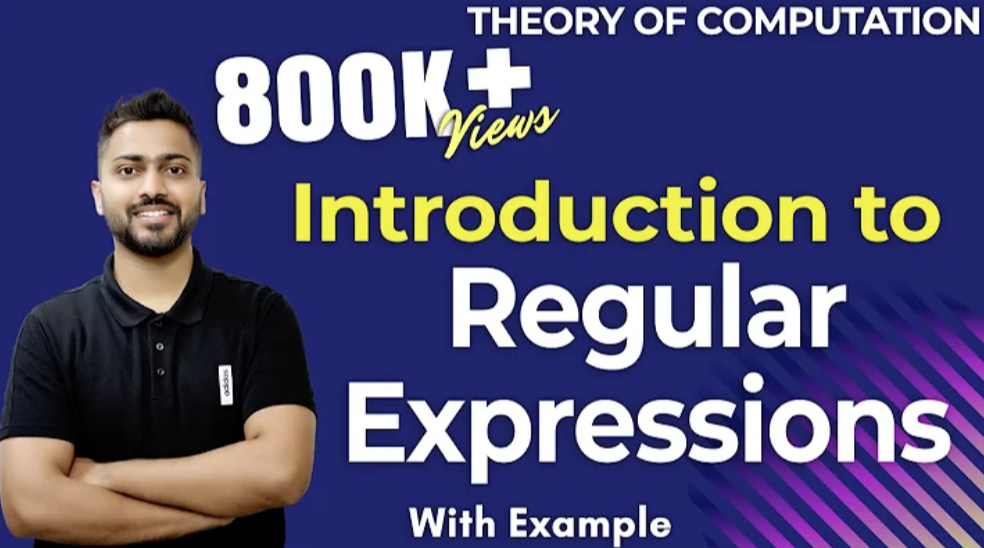 THEORY OF COMPUTATION
800K+
Views
Introduction to
Regular
Expressions
adidas
With Example